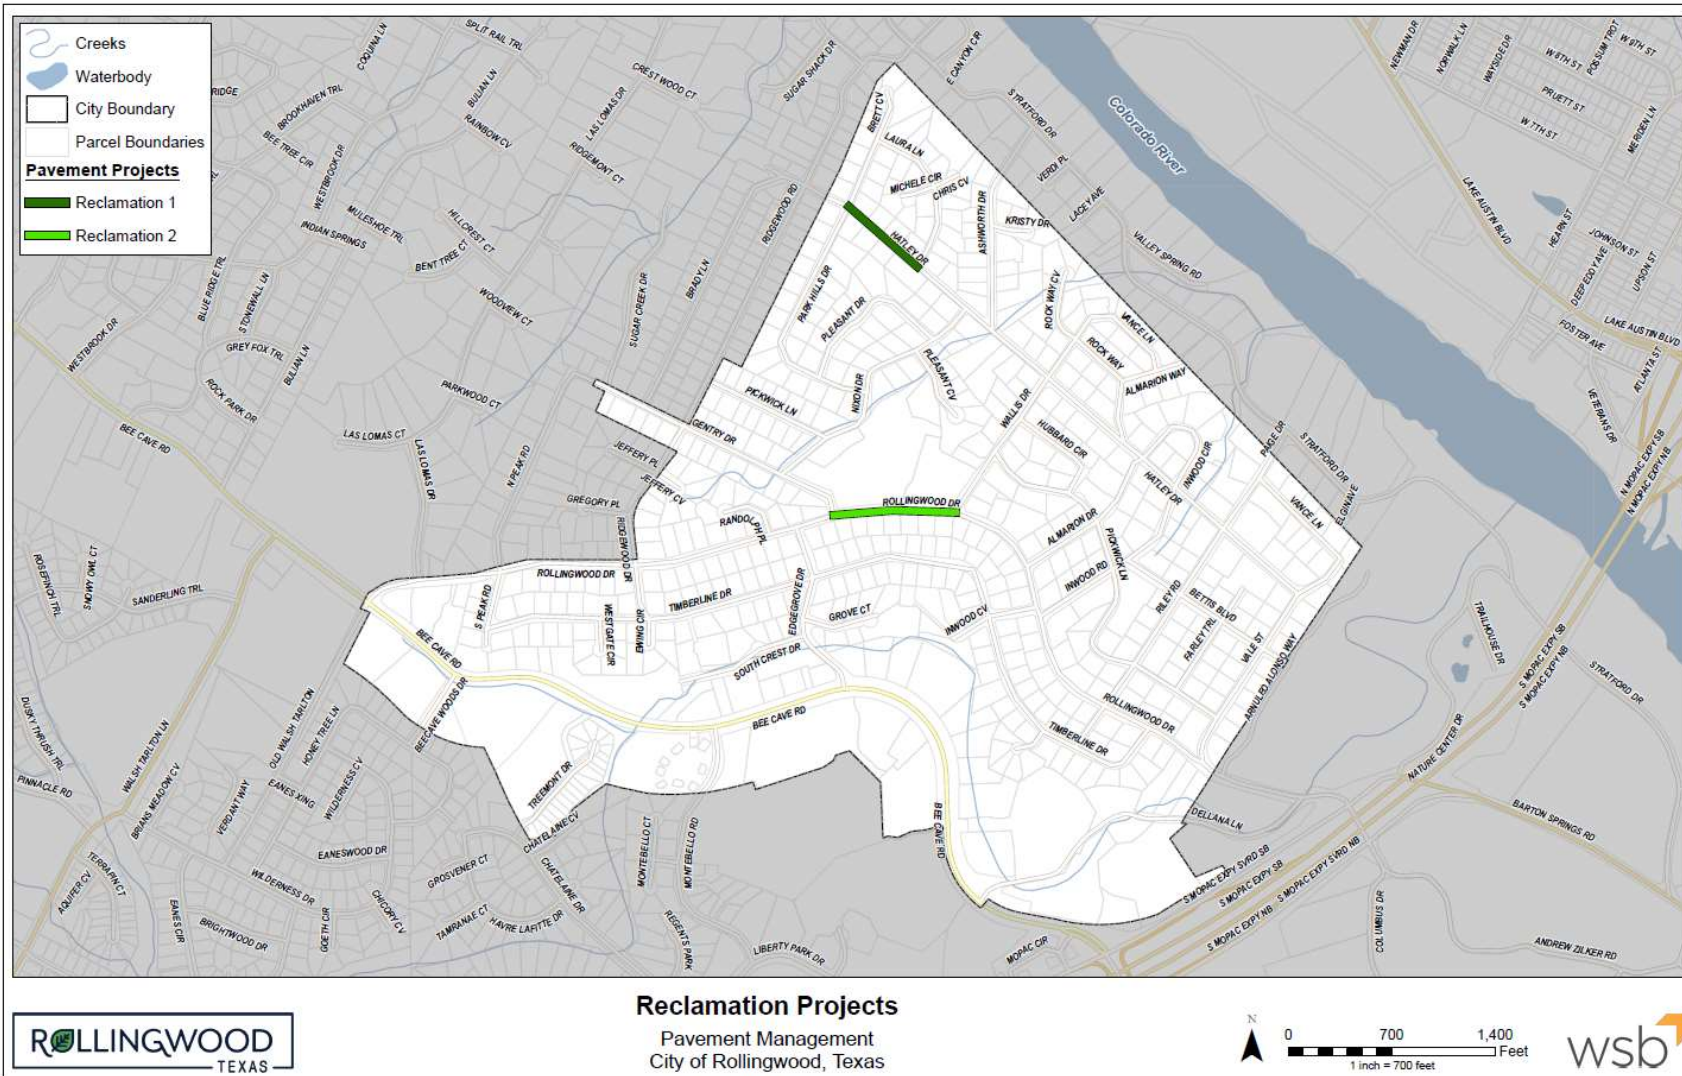 Creeks
Waterbody
City Boundary
Parcel Boundaries
Pavement Projects
Reclamation 1
Reclamation 2
COQUINA LN
SPLIT RAIL TRL
BULIAN LN
CREST WOOD CT
SUGAR SHACK DR
E CANYON CIR
NEWMAN DR
NORWALK LN
WAYSIDE DR
W 9TH ST
POSSUM TROT
W 8TH ST
RIDGE
BROOKHAVEN TRL
LAS LOMAS DR
BRETT CV
STRATFORD DR
Colorado River
PRUETT ST
W 7TH ST
MERIDEN LN
BEE TREE CIR
RAINBOW CV
RIDGEMONT CT
LAURA LN
VERDI PL
WESTBROOK DR
MICHELE CIR
CHRIS CV
LACEY AVE
LAKE AUSTIN BLVD
MULESHOE TRL
HILLCREST CT
RIDGEWOOD RD
ASHWORTH DR
KRISTY DR
HEARN ST
JOHNSON ST
INDIAN SPRINGS
BENT TREE CT
HATLEY DR
VALLEY SPRING RD
DEEP EDDY AVE
UPSON ST
BLUE RIDGE TRL
STONEWALL LN
WOODVIEW CT
SUGAR CREEK DR
BRADY LN
PARK HILLS DR
PLEASANT DR
ROCK WAY CV
VANCE LN
FOSTER AVE
LAKE AUSTIN BLVD
WESTBROOK DR
GREY FOX TRL
BULIAN LN
ROCK WAY
ATLANTA ST
ROCK PARK DR
PARKWOOD CT
PICKWICK LN
NIXON DR
PLEASANT CV
WALLIS DR
ALMARION WAY
VETERANS DR
BEE CAVE RD
LAS LOMAS CT
LAS LOMAS DR
N PEAK RD
GENTRY DR
JEFFERY PL
JEFFERY CV
HUBBARD CIR
HATLEY DR
INWOOD CIR
PAIGE DR
STRATFORD DR
ELGIN AVE
N MOPAC EXPY SB
N MOPAC EXPY NB
GREGORY PL
RIDGEWOOD DR
RANDOLPH PL
ROLLINGWOOD DR
ALMARION DR
VANCE LN
ROSEFINCH TRL
SNOWY OWL CT
SANDERLING TRL
ROLLINGWOOD DR
S PEAK RD
WESTGATE CIR
EWING CIR
TIMBERLINE DR
EDGEGROVE DR
GROVE CT
INWOOD CV
INWOOD RD
PICKWICK LN
RILEY RD
BETTIS BLVD
FARLEY TRL
VALE ST
ARNULFO ALONSO WAY
TRAILHOUSE DR
S MOPAC EXPY SB
S MOPAC EXPY NB
STRATFORD DR
BEE CAVE RD
SOUTH CREST DR
BEE CAVE RD
ROLLINGWOOD DR
TIMBERLINE DR
DUSKY THRUSH TRL
PINNACLE RD
WALSH TARLTON LN
BRIANS MEADOW CV
OLD WALSH TARLTON
HONEY TREE LN
BEECAVE WOODS DR
NATURE CENTER DR
VERDANT WAY
EANES XING
WILDERNESS CV
TREEMONT DR
CHATELAINE CV
BEE CAVE RD
DELLANA LN
BARTON SPRINGS RD
TERRAPIN CT
AQUIFER CV
EANESWOOD DR
GROSVENER CT
CHATELAINE DR
MONTEBELLO CT
MONTEBELLO RD
S MOPAC EXPY SVRD SB
S MOPAC EXPY SB
S MOPAC EXPY NB
S MOPAC EXPY SVRD NB
EANES CIR
WILDERNESS DR
BRIGHTWOOD DR
GOETH CIR
CHICORY CV
TAMRANAE CT
HAVRE LAFITTE DR
REGENTS PARK
LIBERTY PARK DR
MOPAC CIR
COLUMBUS DR
ANDREW ZILKER RD
ROLLINGWOOD
TEXAS
Reclamation Projects
Pavement Management
City of Rollingwood, Texas
N
0 700 1,400
Feet
1 inch = 700 feet
wsb